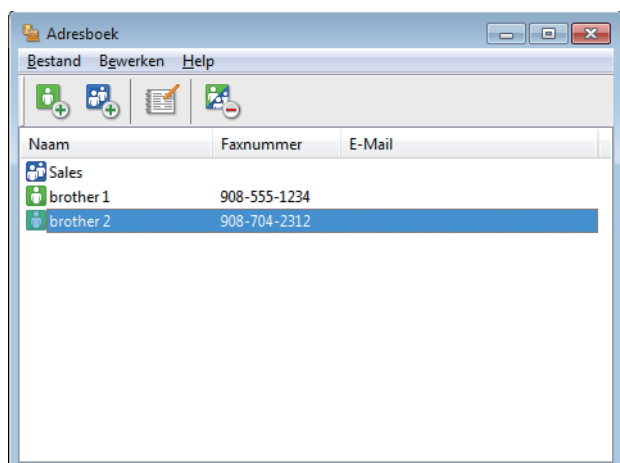 Adresboek
Bestand Bewerken Help
Naam Faxnummer E-Mail
Sales
brother 1 908-555-1234
brother 2 908-704-2312